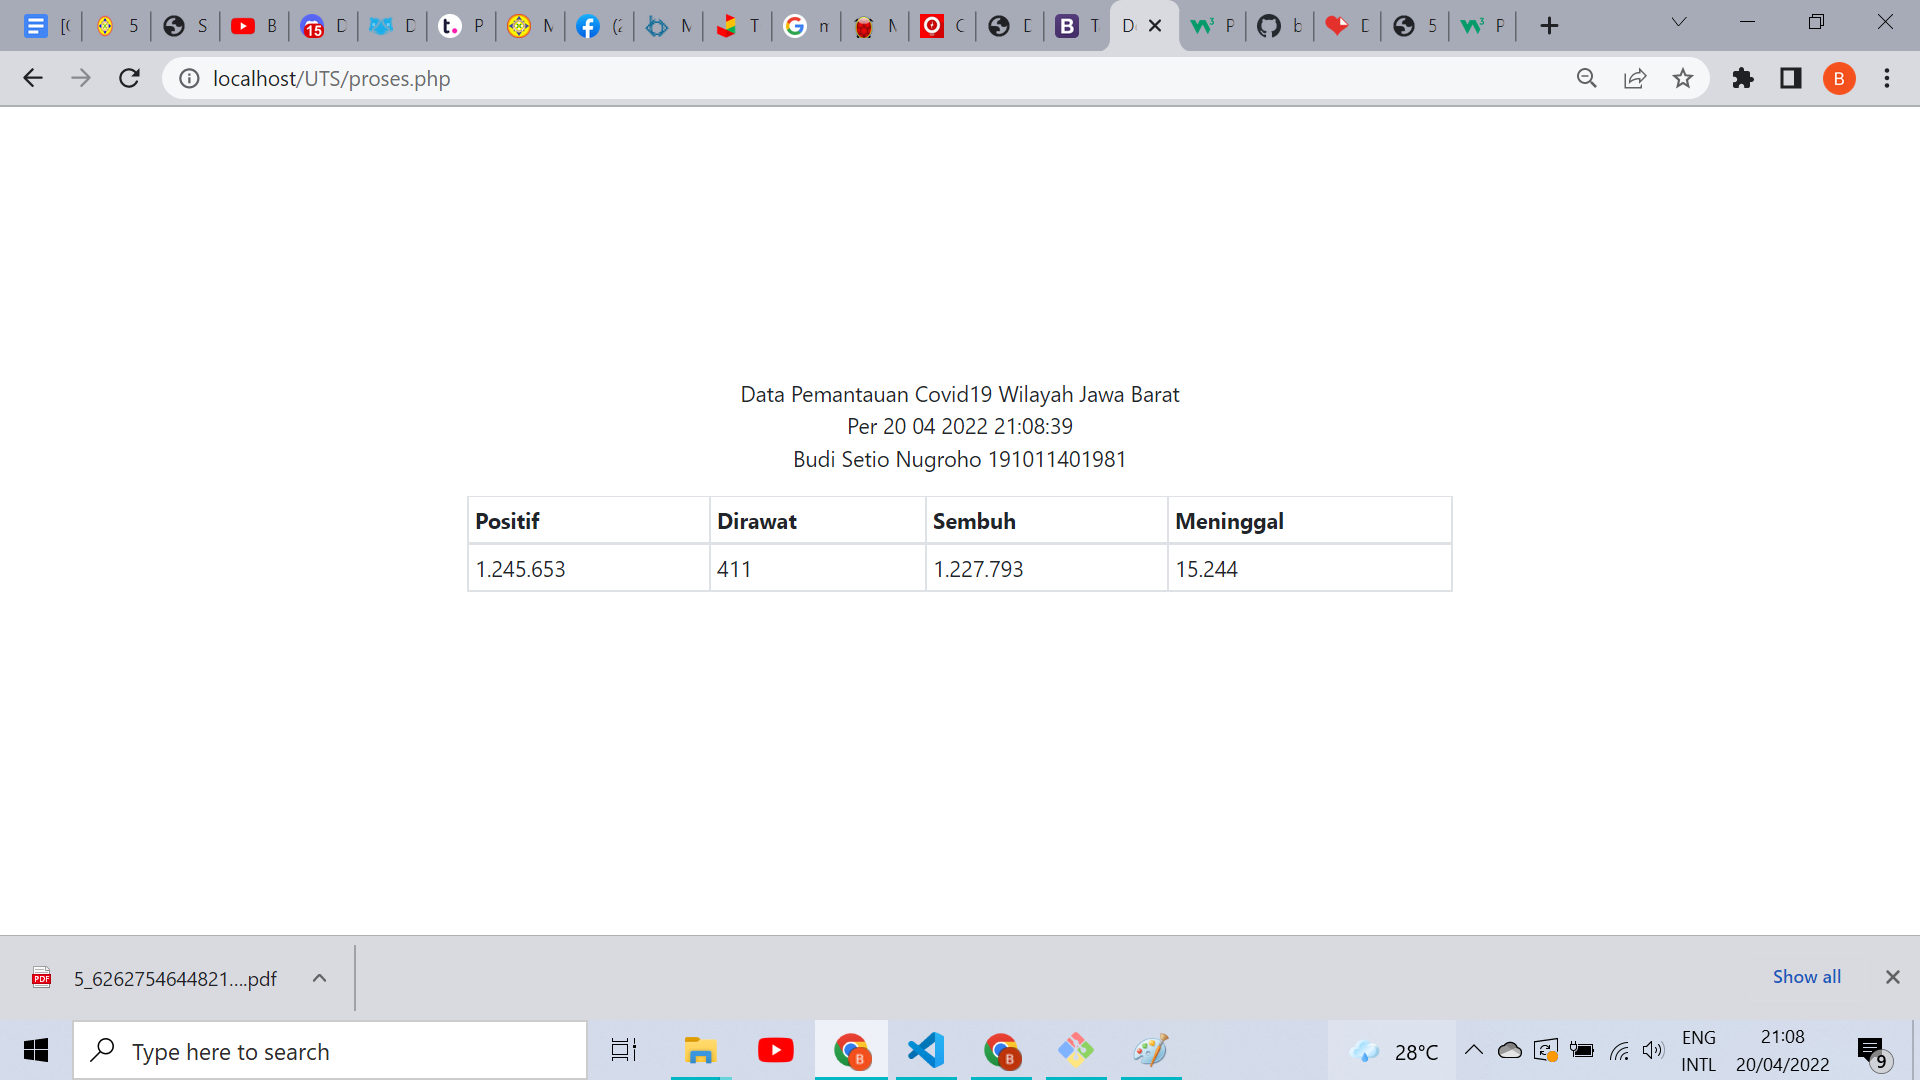 5
S
B
15
P
T
5
P
localhost/UTS/proses.php
B
Data Pemantauan Covid19 Wilayah Jawa Barat
Per 20 04 2022 21:08:39
Budi Setio Nugroho 191011401981
Positif Dirawat Sembuh Meninggal
1.245.653 411 1.227.793 15.244
5_6262754644821....pdf
Show all
Type here to search
28°C
ENG
INTL
21:08
20/04/2022
9